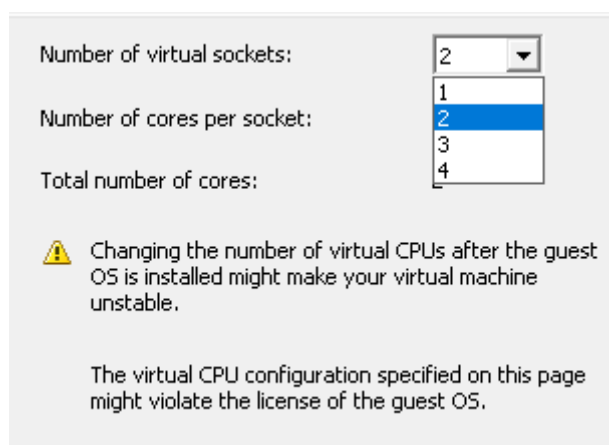 Number of virtual sockets: 2
1
Number of cores per socket: 2
3
Total number of cores: 4
Changing the number of virtual CPUs after the guest
OS is installed might make your virtual machine
unstable.
The virtual CPU configuration specified on this page
might violate the license of the guest OS.